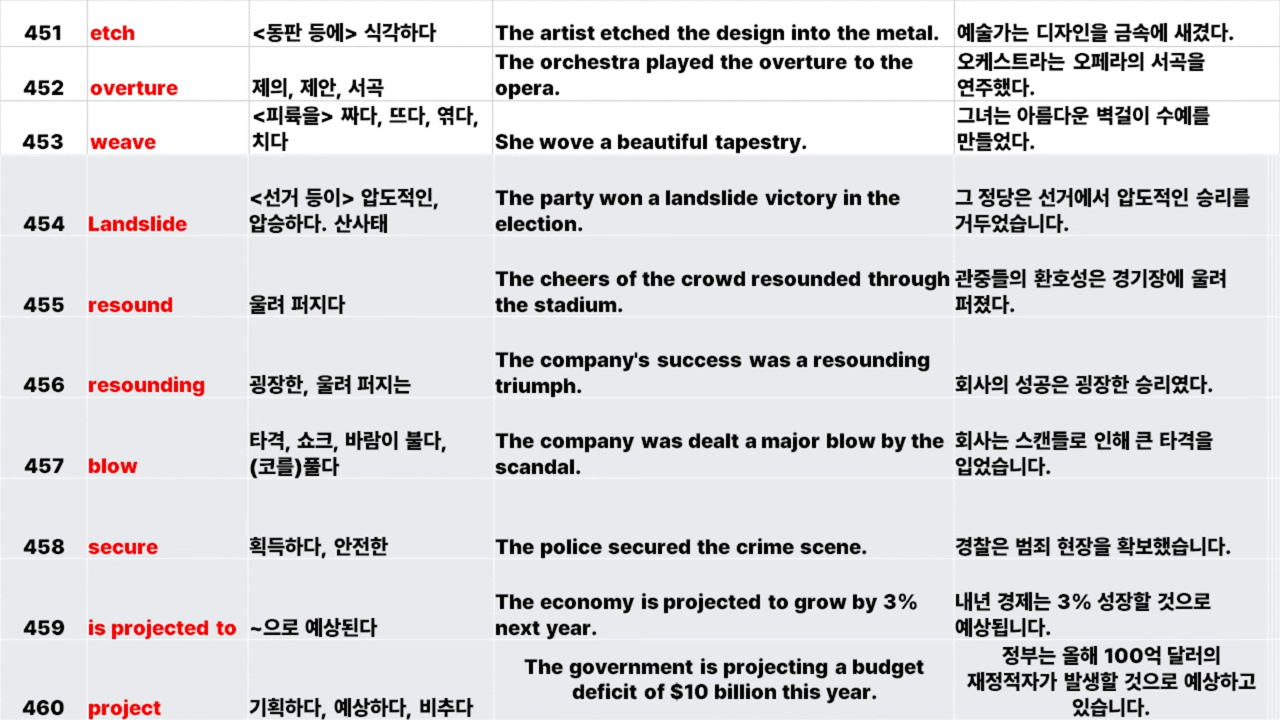 451 etch <동판 등에> 식각하다 The artist etched the design into the metal. 예술가는 디자인을 금속에 새겼다.
452 overture 제의, 제안, 서곡 The orchestra played the overture to the
opera. 오케스트라는 오페라의 서곡을
연주했다.
453 weave <피륙을> 짜다, 뜨다, 엮다,
치다 She wove a beautiful tapestry. 그녀는 아름다운 벽걸이 수예를
만들었다.
454 Landslide <선거 등이> 압도적인,
압승하다. 산사태 The party won a landslide victory in the
election. 그 정당은 선거에서 압도적인 승리를
거두었습니다.
455 resound 울려 퍼지다 The cheers of the crowd resounded through
the stadium. 관중들의 환호성은 경기장에 울려
퍼졌다.
456 resounding 굉장한, 울려 퍼지는 The company's success was a resounding
triumph. 회사의 성공은 굉장한 승리였다.
457 blow 타격, 쇼크, 바람이 불다,
(코를)풀다 The company was dealt a major blow by the
scandal. 회사는 스캔들로 인해 큰 타격을
입었습니다.
458 secure 획득하다, 안전한 The police secured the crime scene. 경찰은 범죄 현장을 확보했습니다.
459 is projected to ~으로 예상된다 The economy is projected to grow by 3%
next year. 내년 경제는 3% 성장할 것으로
예상됩니다.
460 project 기획하다, 예상하다, 비추다 The government is projecting a budget
deficit of $10 billion this year. 정부는 올해 100억 달러의
재정적자가 발생할 것으로 예상하고
있습니다.